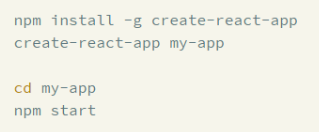 npm install -g create-react-app
create-react-app my-app
cd my-app
npm start